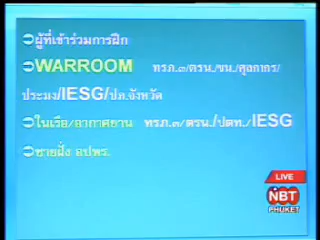 ผู้ที่เข้าร่วมการฝึก
WARROOM ทรภ.๓/ตรน./ขน./ศุลกากร/
ประมง/IESG/ปภ.จังหวัด
ในเรือ/อากาศยาน ทรภ.๓/ตรน./ปดท./IESG
ชายฝั่ง อปพร.
LIVE
NBT
PHUKET